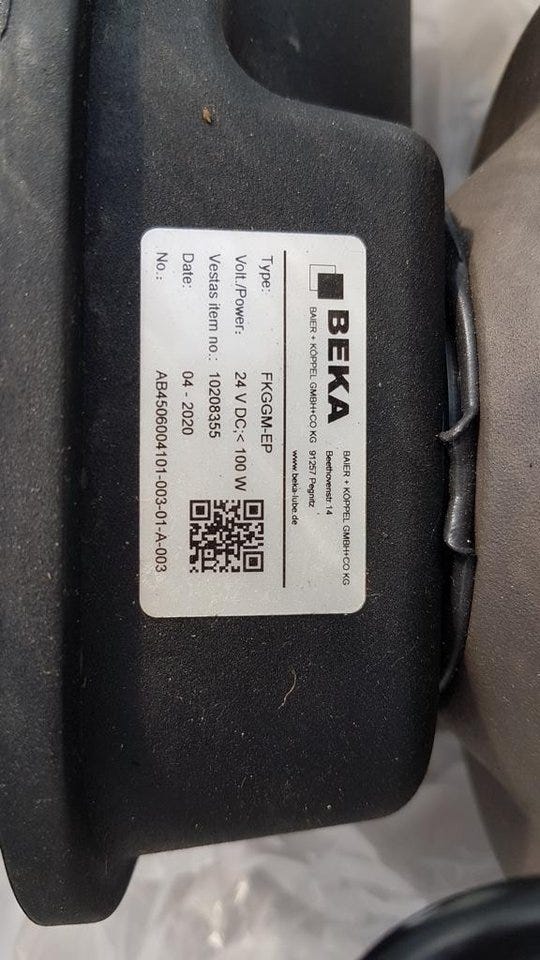 BEKA
BAIER + KÖPPEL GMBH+CO KG
BAIER + KÖPPEL GMBH+CO KG
Beethovenstr 14
91257 Pegnitz
www.beka-lube.de
Type: FKGGM-EP
Volt./Power: 24 V DC;< 100 W
Vestas item no.: 10208355
Date: 04 - 2020
No.: AB4506004101-003-01-A-003